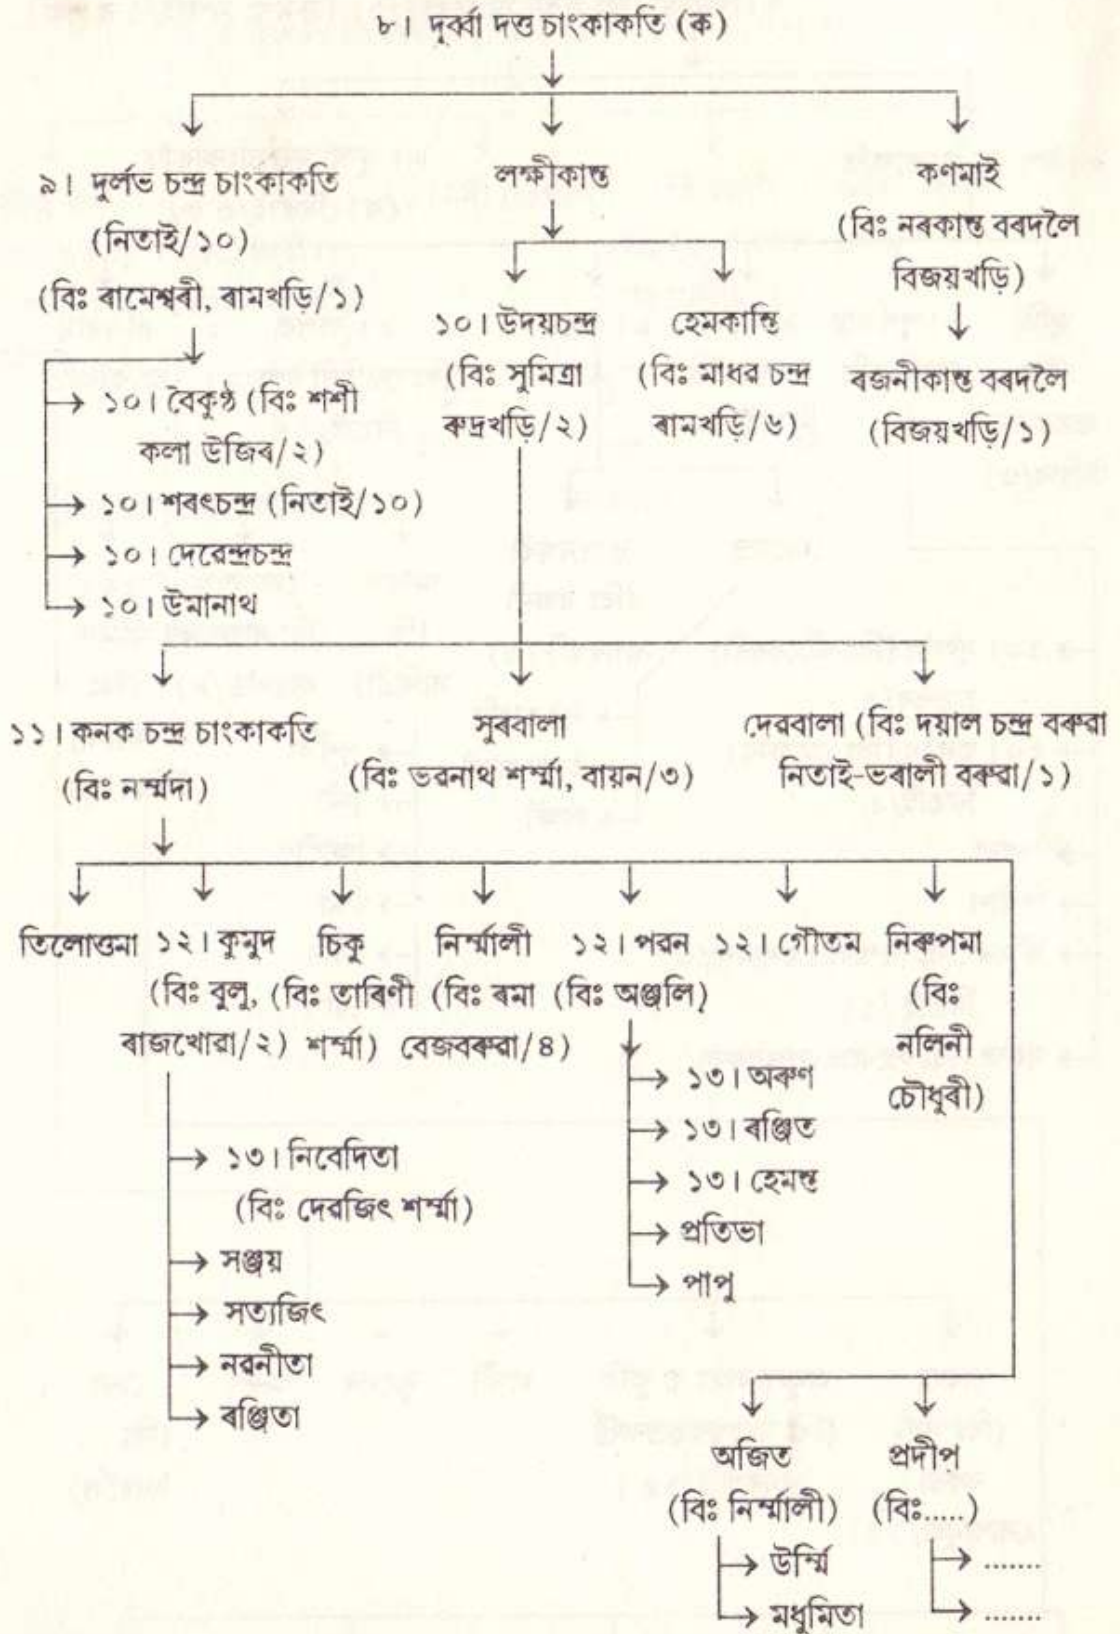 ৮। দুৰ্ব্বা দত্ত চাংকাকতি (ক)
৯। দুৰ্লভ চন্দ্ৰ চাংকাকতি
(নিতাই/১০)
(বিঃ ৰামেশ্বৰী, ৰামখড়ি/১)
১০। বৈকুণ্ঠ (বিঃ শশী
কলা উজিৰ/২)
১০। শৰৎচন্দ্ৰ (নিতাই/১০)
১০। দেৱেন্দ্ৰচন্দ্ৰ
১০। উমানাথ
লক্ষীকান্ত
১০। উদয়চন্দ্ৰ
(বিঃ সুমিত্ৰা
ৰুদ্ৰখড়ি/২)
হেমকান্তি
(বিঃ মাধৱ চন্দ্ৰ
ৰামখড়ি/৬)
কণমাই
(বিঃ নৰকান্ত বৰদলৈ
বিজয়খড়ি)
ৰজনীকান্ত বৰদলৈ
(বিজয়খড়ি/১)
১১। কনক চন্দ্ৰ চাংকাকতি
(বিঃ নৰ্ম্মদা)
সুৰবালা
(বিঃ ভৱনাথ শৰ্ম্মা, বায়ন/৩)
দেৱবালা (বিঃ দয়াল চন্দ্ৰ বৰুৱা
নিতাই-ভৰালী বৰুৱা/১)
তিলোত্তমা
১২। কুমুদ
(বিঃ বুলু,
ৰাজখোৱা/২)
চিকু
(বিঃ তাৰিণী
শৰ্ম্মা)
নিৰ্ম্মালী
(বিঃ ৰমা
বেজবৰুৱা/৪)
১২। পৱন
(বিঃ অঞ্জলি)
১২। গৌতম
নিৰুপমা
(বিঃ
নলিনী
চৌধুৰী)
১৩। নিবেদিতা
(বিঃ দেৱজিৎ শৰ্ম্মা)
সঞ্জয়
সত্যজিৎ
নৱনীতা
ৰঞ্জিতা
১৩। অৰুণ
১৩। ৰঞ্জিত
১৩। হেমন্ত
প্ৰতিভা
পাপু
অজিত
(বিঃ নিৰ্ম্মালী)
উৰ্ম্মি
মধুমিতা
প্ৰদীপ
(বিঃ.....)
.......
.......